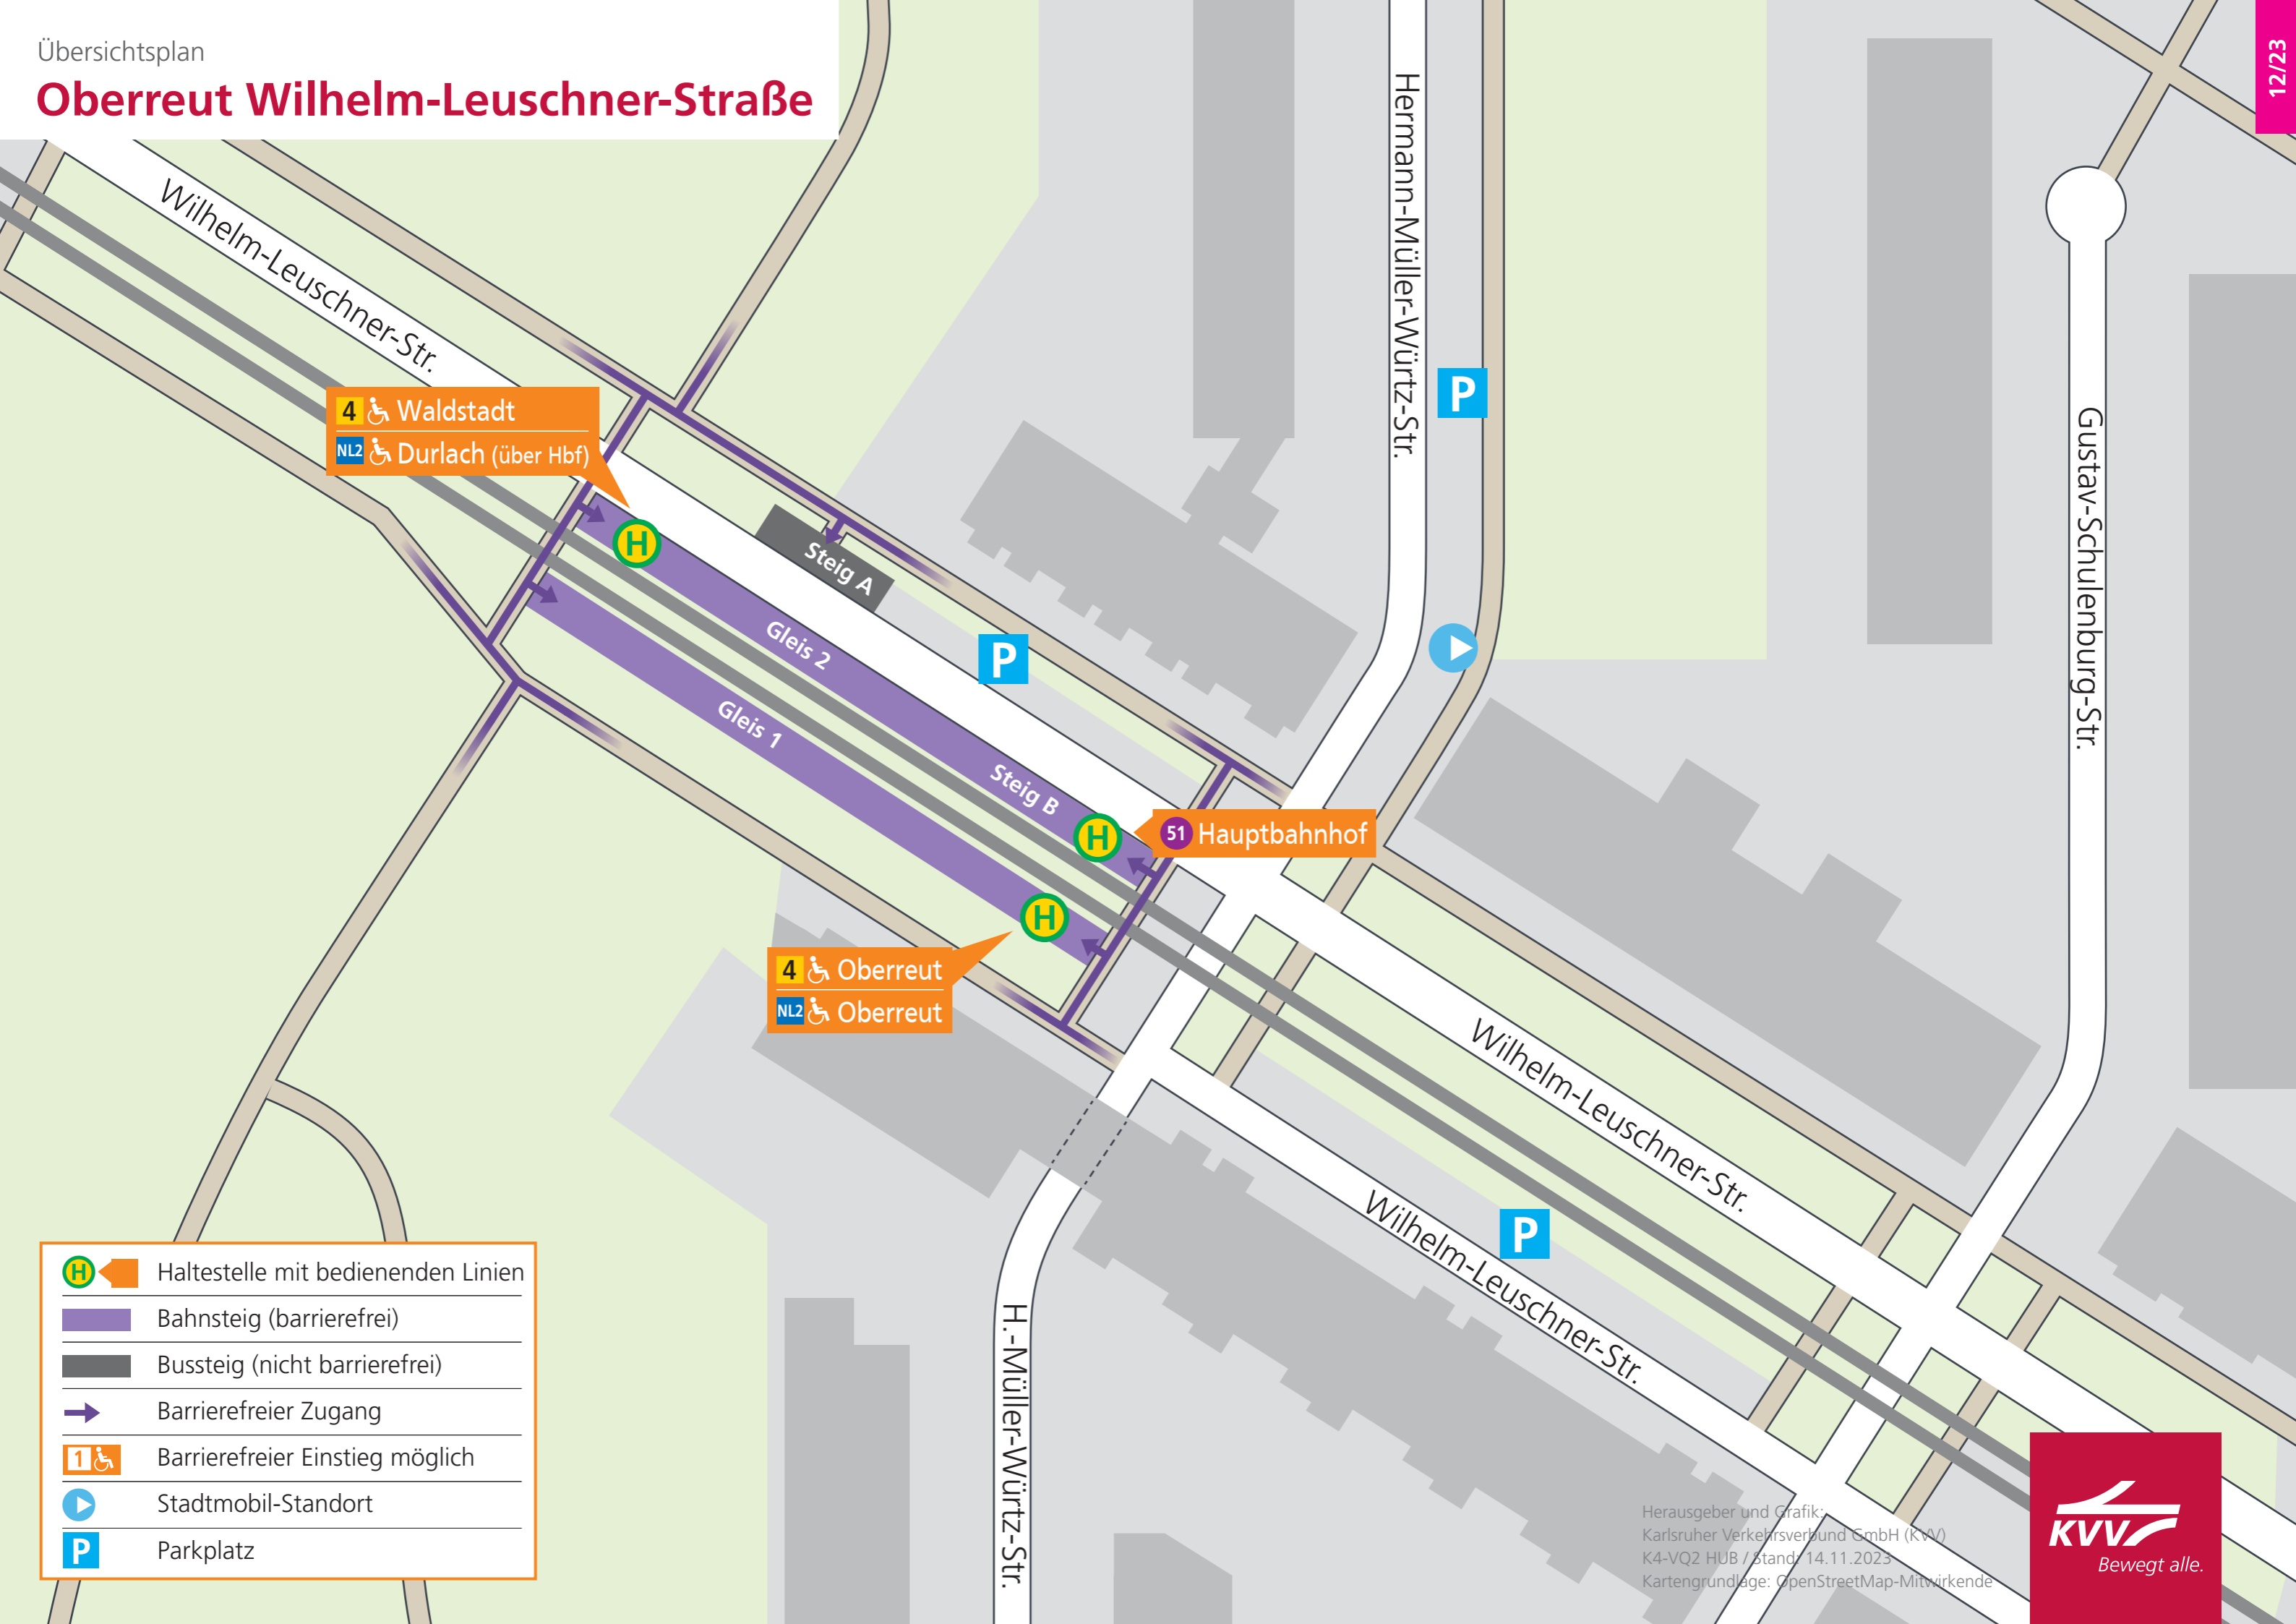 Übersichtsplan
Oberreut Wilhelm-Leuschner-Straße
12/23
Wilhelm-Leuschner-Str.
Hermann-Müller-Würtz-Str.
Gustav-Schulenburg-Str.
4 Waldstadt
NL2 Durlach (über Hbf)
P
H
Steig A
Gleis 2
P
Gleis 1
Steig B
H
51 Hauptbahnhof
H
4 Oberreut
NL2 Oberreut
Wilhelm-Leuschner-Str.
Wilhelm-Leuschner-Str.
P
H.-Müller-Würtz-Str.
H Haltestelle mit bedienenden Linien
Bahnsteig (barrierefrei)
Bussteig (nicht barrierefrei)
Barrierefreier Zugang
1 Barrierefreier Einstieg möglich
Stadtmobil-Standort
P Parkplatz
Herausgeber und Grafik:
Karlsruher Verkehrsverbund GmbH (KVV)
K4-VQ2 HUB / Stand: 14.11.2023
Kartengrundlage: OpenStreetMap-Mitwirkende
KVV
Bewegt alle.